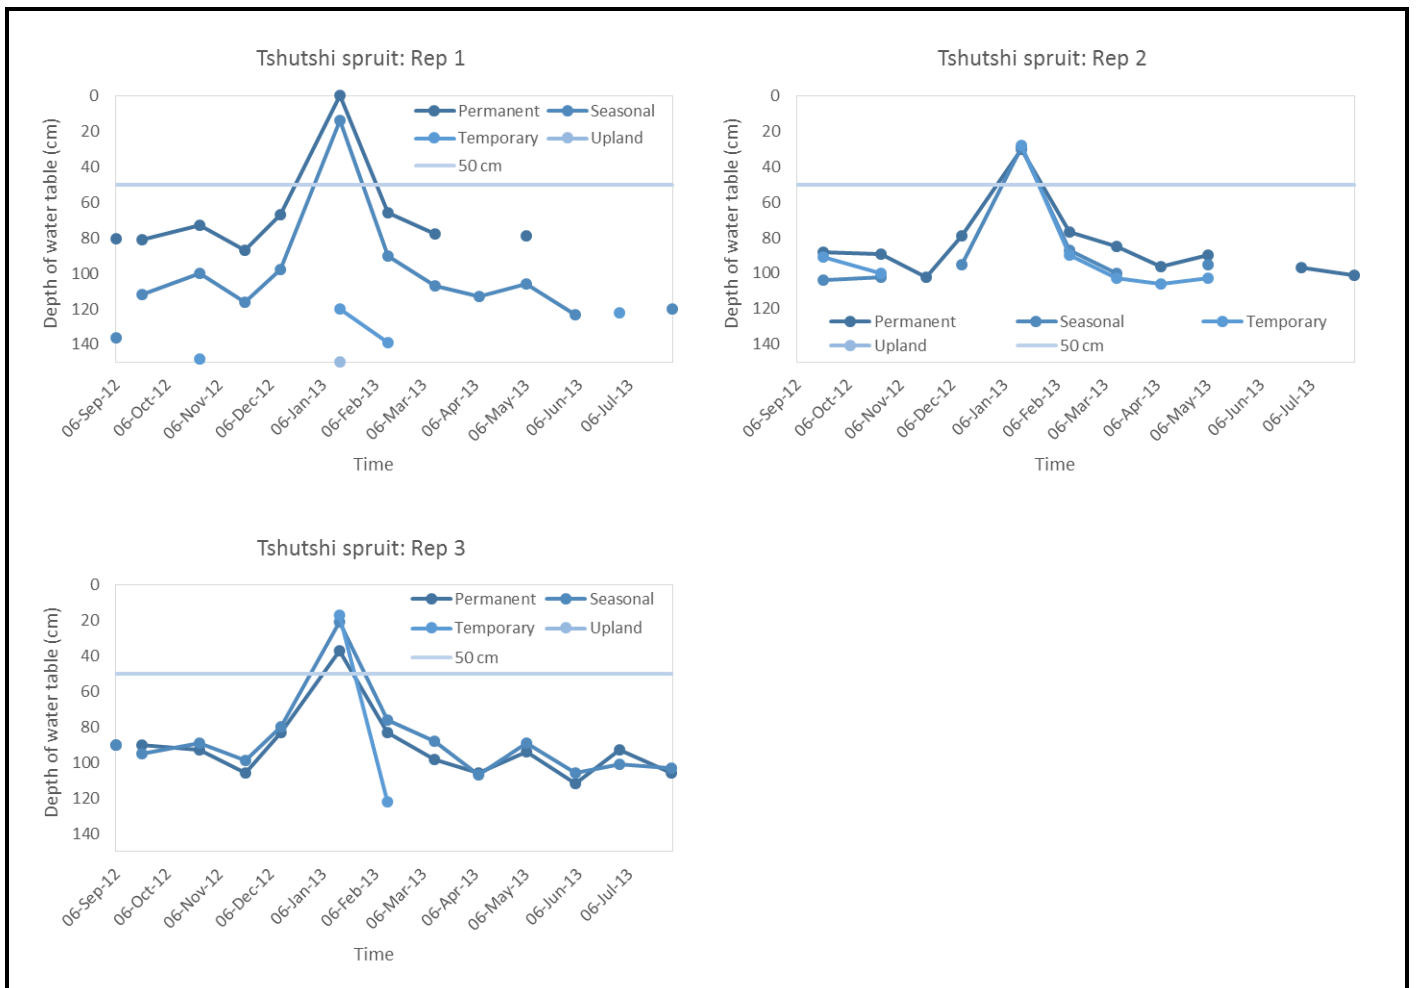 Tshutshi spruit: Rep 1
Depth of water table (cm)
0
20
40
60
80
100
120
140
Permanent Seasonal
Temporary Upland
50 cm
06-Sep-12 06-Oct-12 06-Nov-12 06-Dec-12 06-Jan-13 06-Feb-13 06-Mar-13 06-Apr-13 06-May-13 06-Jun-13 06-Jul-13
Time
Tshutshi spruit: Rep 2
Depth of water table (cm)
0
20
40
60
80
100
120
140
Permanent Seasonal Temporary
Upland 50 cm
06-Sep-12 06-Oct-12 06-Nov-12 06-Dec-12 06-Jan-13 06-Feb-13 06-Mar-13 06-Apr-13 06-May-13 06-Jun-13 06-Jul-13
Time
Tshutshi spruit: Rep 3
Depth of water table (cm)
0
20
40
60
80
100
120
140
Permanent Seasonal
Temporary Upland
50 cm
06-Sep-12 06-Oct-12 06-Nov-12 06-Dec-12 06-Jan-13 06-Feb-13 06-Mar-13 06-Apr-13 06-May-13 06-Jun-13 06-Jul-13
Time